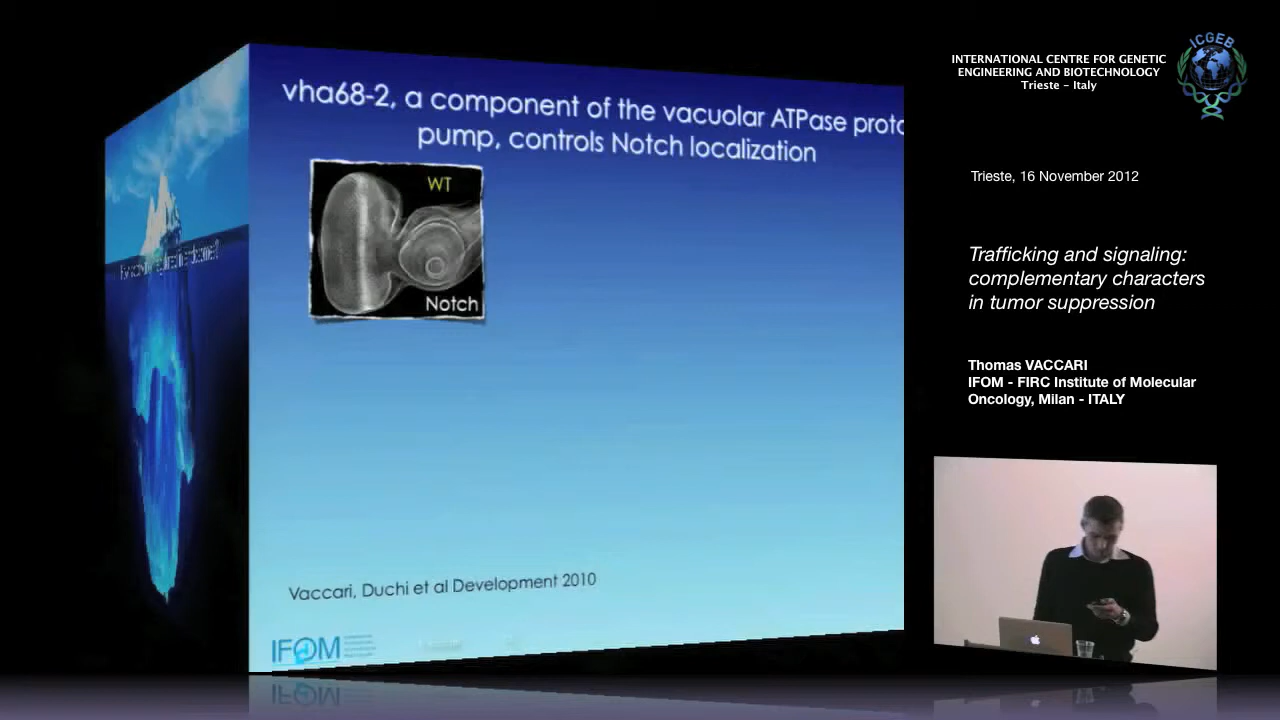 vha68-2, a component of the vacuolar ATPase proto
pump, controls Notch localization
WT
Notch
Vaccari, Duchi et al Development 2010
IFOM
ICGEB
INTERNATIONAL CENTRE FOR GENETIC
ENGINEERING AND BIOTECHNOLOGY
Trieste - Italy
Trieste, 16 November 2012
Trafficking and signaling:
complementary characters
in tumor suppression
Thomas VACCARI
IFOM - FIRC Institute of Molecular
Oncology, Milan - ITALY